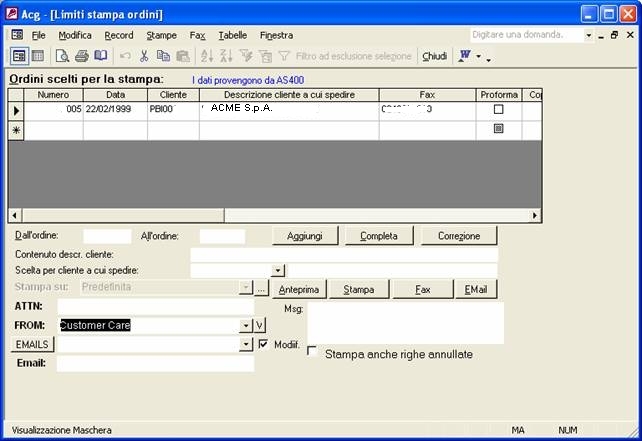 Acg - [Limiti stampa ordini]
File Modifica Record Stampe Fax Tabelle Finestra Digitare una domanda.
Filtro ad esclusione selezione Chiudi W
Ordini scelti per la stampa: I dati provengono da AS400
Numero Data Cliente Descrizione cliente a cui spedire Fax Proforma Cop
005 22/02/1999 PBI00 ACME S.p.A.
Dall'ordine: All'ordine: Aggiungi Completa Correzione
Contenuto descr. cliente:
Scelta per cliente a cui spedire:
Stampa su: Predefinita ... Anteprima Stampa Fax EMail
ATTN: Msg:
FROM: Customer Care V
EMAILS Modiif. Stampa anche righe annullate
Email:
Visualizzazione Maschera MA NUM